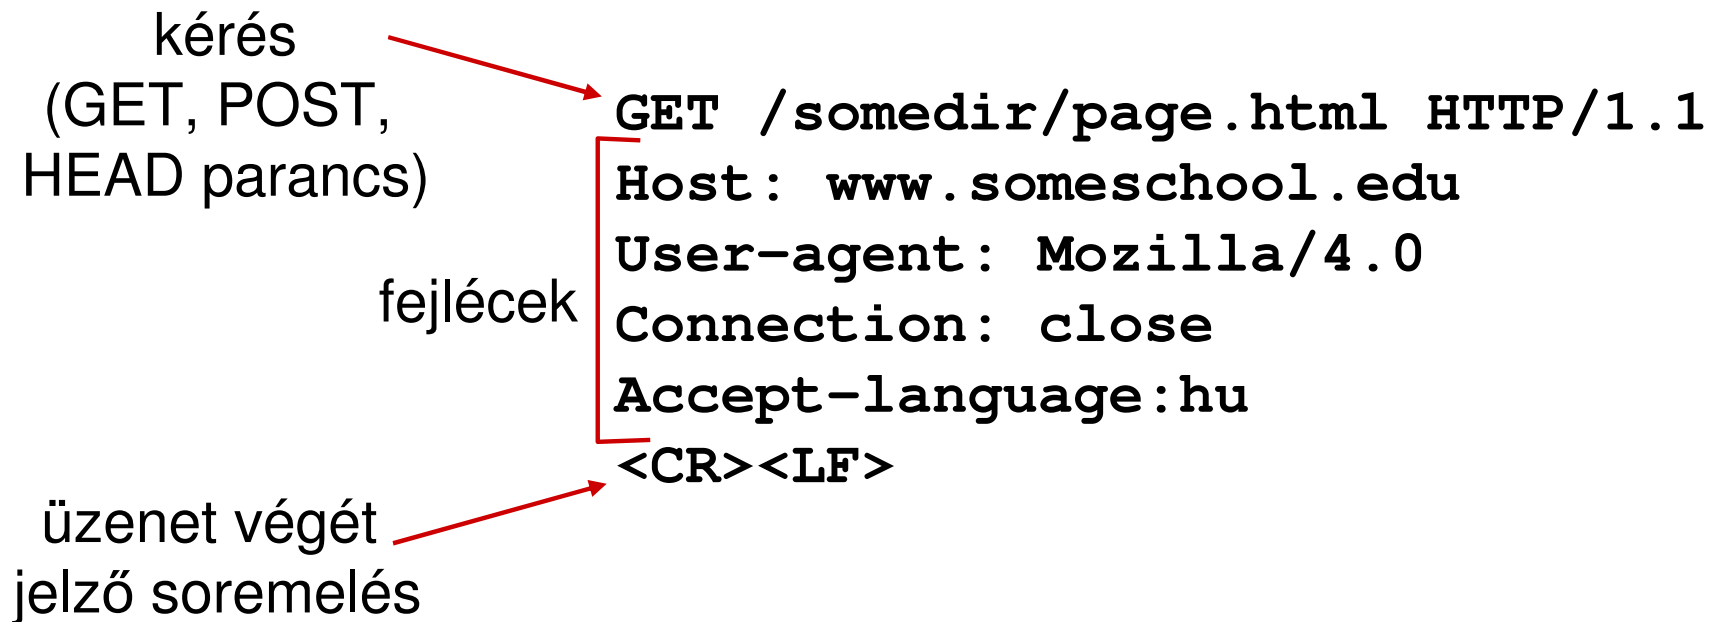 kérés
(GET, POST,
HEAD parancs)
GET /somedir/page.html HTTP/1.1
Host: www.someschool.edu
User-agent: Mozilla/4.0
fejlécek
Connection: close
Accept-language:hu
<CR><LF>
üzenet végét
jelző soremelés